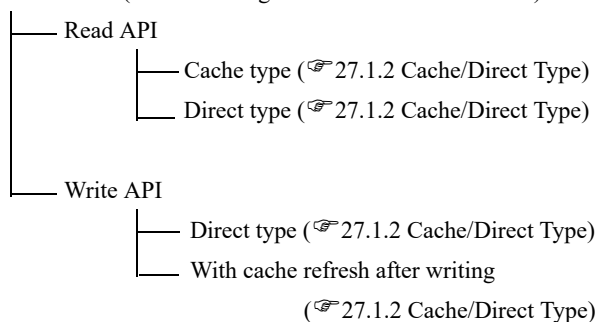 Read API
Cache type (☞27.1.2 Cache/Direct Type)
Direct type (☞27.1.2 Cache/Direct Type)
Write API
Direct type (☞27.1.2 Cache/Direct Type)
With cache refresh after writing
(☞27.1.2 Cache/Direct Type)